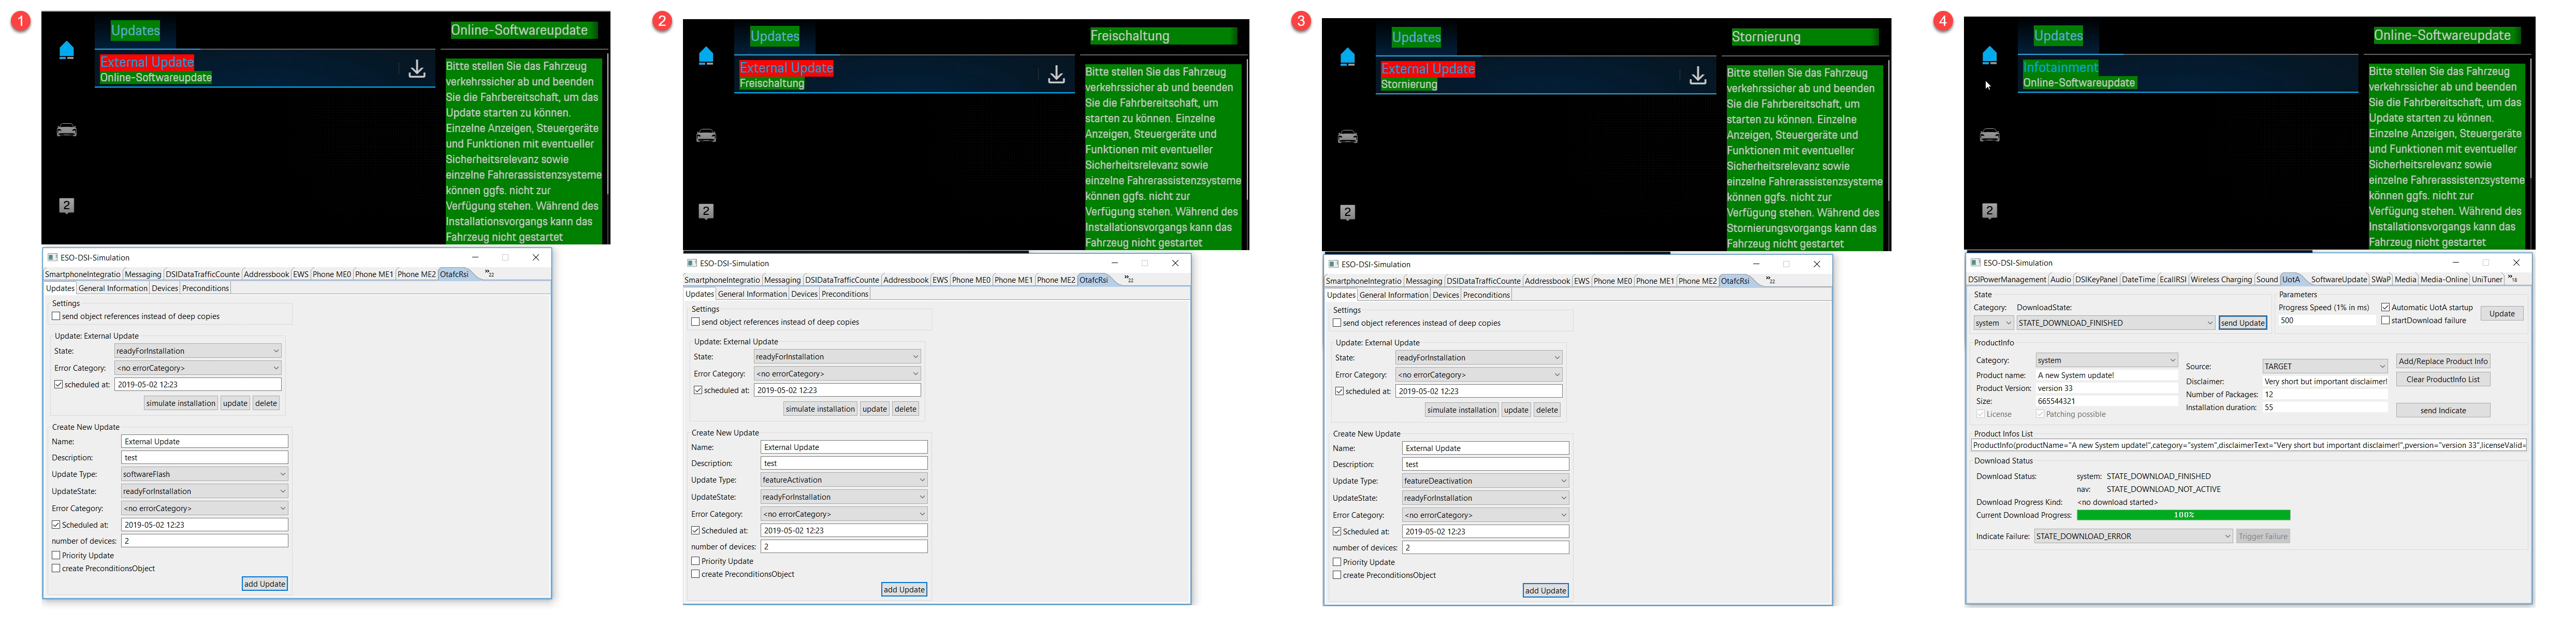 1
Updates
External Update
Online-Softwareupdate
2
Online-Softwareupdate
Bitte stellen Sie das Fahrzeug
verkehrssicher ab und beenden
Sie die Fahrbereitschaft, um das
Update starten zu können.
Einzelne Anzeigen, Steuergeräte
und Funktionen mit eventueller
Sicherheitsrelevanz sowie
einzelne Fahrerassistenzsysteme
können ggfs. nicht zur
Verfügung stehen. Während des
Installationsvorgangs kann das
Fahrzeug nicht gestartet
ESO-DSI-Simulation
SmartphoneIntegratio Messaging DSIDataTrafficCounte Addressbook EWS Phone ME0 Phone ME1 Phone ME2 OtafcRsi »22
Updates General Information Devices Preconditions
Settings
send object references instead of deep copies
Update: External Update
State: readyForInstallation
Error Category: <no errorCategory>
scheduled at: 2019-05-02 12:23
simulate installation update delete
Create New Update
Name: External Update
Description: test
Update Type: softwareFlash
UpdateState: readyForInstallation
Error Category: <no errorCategory>
Scheduled at: 2019-05-02 12:23
number of devices: 2
Priority Update
create PreconditionsObject
add Update
2
Updates
External Update
Freischaltung
2
Freischaltung
Bitte stellen Sie das Fahrzeug
verkehrssicher ab und beenden
Sie die Fahrbereitschaft, um
starten zu können. Einzelne
Anzeigen, Steuergeräte und
Funktionen mit eventueller
Sicherheitsrelevanz sowie
einzelne Fahrerassistenzsysteme
können ggfs. nicht zur
Verfügung stehen. Während des
Installationsvorgangs kann das
Fahrzeug nicht gestartet
ESO-DSI-Simulation
SmartphoneIntegratio Messaging DSIDataTrafficCounte Addressbook EWS Phone ME0 Phone ME1 Phone ME2 OtafcRsi »22
Updates General Information Devices Preconditions
Settings
send object references instead of deep copies
Update: External Update
State: readyForInstallation
Error Category: <no errorCategory>
scheduled at: 2019-05-02 12:23
simulate installation update delete
Create New Update
Name: External Update
Description: test
Update Type: featureActivation
UpdateState: readyForInstallation
Error Category: <no errorCategory>
Scheduled at: 2019-05-02 12:23
number of devices: 2
Priority Update
create PreconditionsObject
add Update
3
Updates
External Update
Stornierung
2
Stornierung
Bitte stellen Sie das Fahrzeug
verkehrssicher ab und beenden
Sie die Fahrbereitschaft, um
starten zu können. Einzelne
Anzeigen, Steuergeräte und
Funktionen mit eventueller
Sicherheitsrelevanz sowie
einzelne Fahrerassistenzsysteme
können ggfs. nicht zur
Verfügung stehen. Während des
Stornierungsvorgangs kann das
Fahrzeug nicht gestartet
ESO-DSI-Simulation
SmartphoneIntegratio Messaging DSIDataTrafficCounte Addressbook EWS Phone ME0 Phone ME1 Phone ME2 OtafcRsi »22
Updates General Information Devices Preconditions
Settings
send object references instead of deep copies
Update: External Update
State: readyForInstallation
Error Category: <no errorCategory>
scheduled at: 2019-05-02 12:23
simulate installation update delete
Create New Update
Name: External Update
Description: test
Update Type: featureDeactivation
UpdateState: readyForInstallation
Error Category: <no errorCategory>
Scheduled at: 2019-05-02 12:23
number of devices: 2
Priority Update
create PreconditionsObject
add Update
4
Updates
Infotainment
Online-Softwareupdate
2
Online-Softwareupdate
Bitte stellen Sie das Fahrzeug
verkehrssicher ab und beenden
Sie die Fahrbereitschaft, um das
Update starten zu können.
Einzelne Anzeigen, Steuergeräte
und Funktionen mit eventueller
Sicherheitsrelevanz sowie
einzelne Fahrerassistenzsysteme
können ggfs. nicht zur
Verfügung stehen. Während des
Installationsvorgangs kann das
Fahrzeug nicht gestartet
ESO-DSI-Simulation
DSIPowerManagement Audio DSIKeyPanel DateTime EcallRSI Wireless Charging Sound UotA SoftwareUpdate SWaP Media Media-Online UniTuner »18
State
Category: DownloadState:
system STATE_DOWNLOAD_FINISHED send Update
Parameters
Progress Speed (1% in ms) Automatic UotA startup
500 startDownload failure Update
ProductInfo
Category: system
Product name: A new System update!
Product Version: version 33
Size: 665544321
License Patching possible
Source: TARGET
Disclaimer: Very short but important disclaimer!
Number of Packages: 12
Installation duration: 55
Add/Replace Product Info
Clear ProductInfo List
send Indicate
Product Infos List
ProductInfo(productName="A new System update!",category="system",disclaimerText="Very short but important disclaimer!",pversion="version 33",licenseValid=
Download Status
Download Status: system: STATE_DOWNLOAD_FINISHED
nav: STATE_DOWNLOAD_NOT_ACTIVE
Download Progress Kind: <no download started>
Current Download Progress: 100%
Indicate Failure: STATE_DOWNLOAD_ERROR Trigger Failure